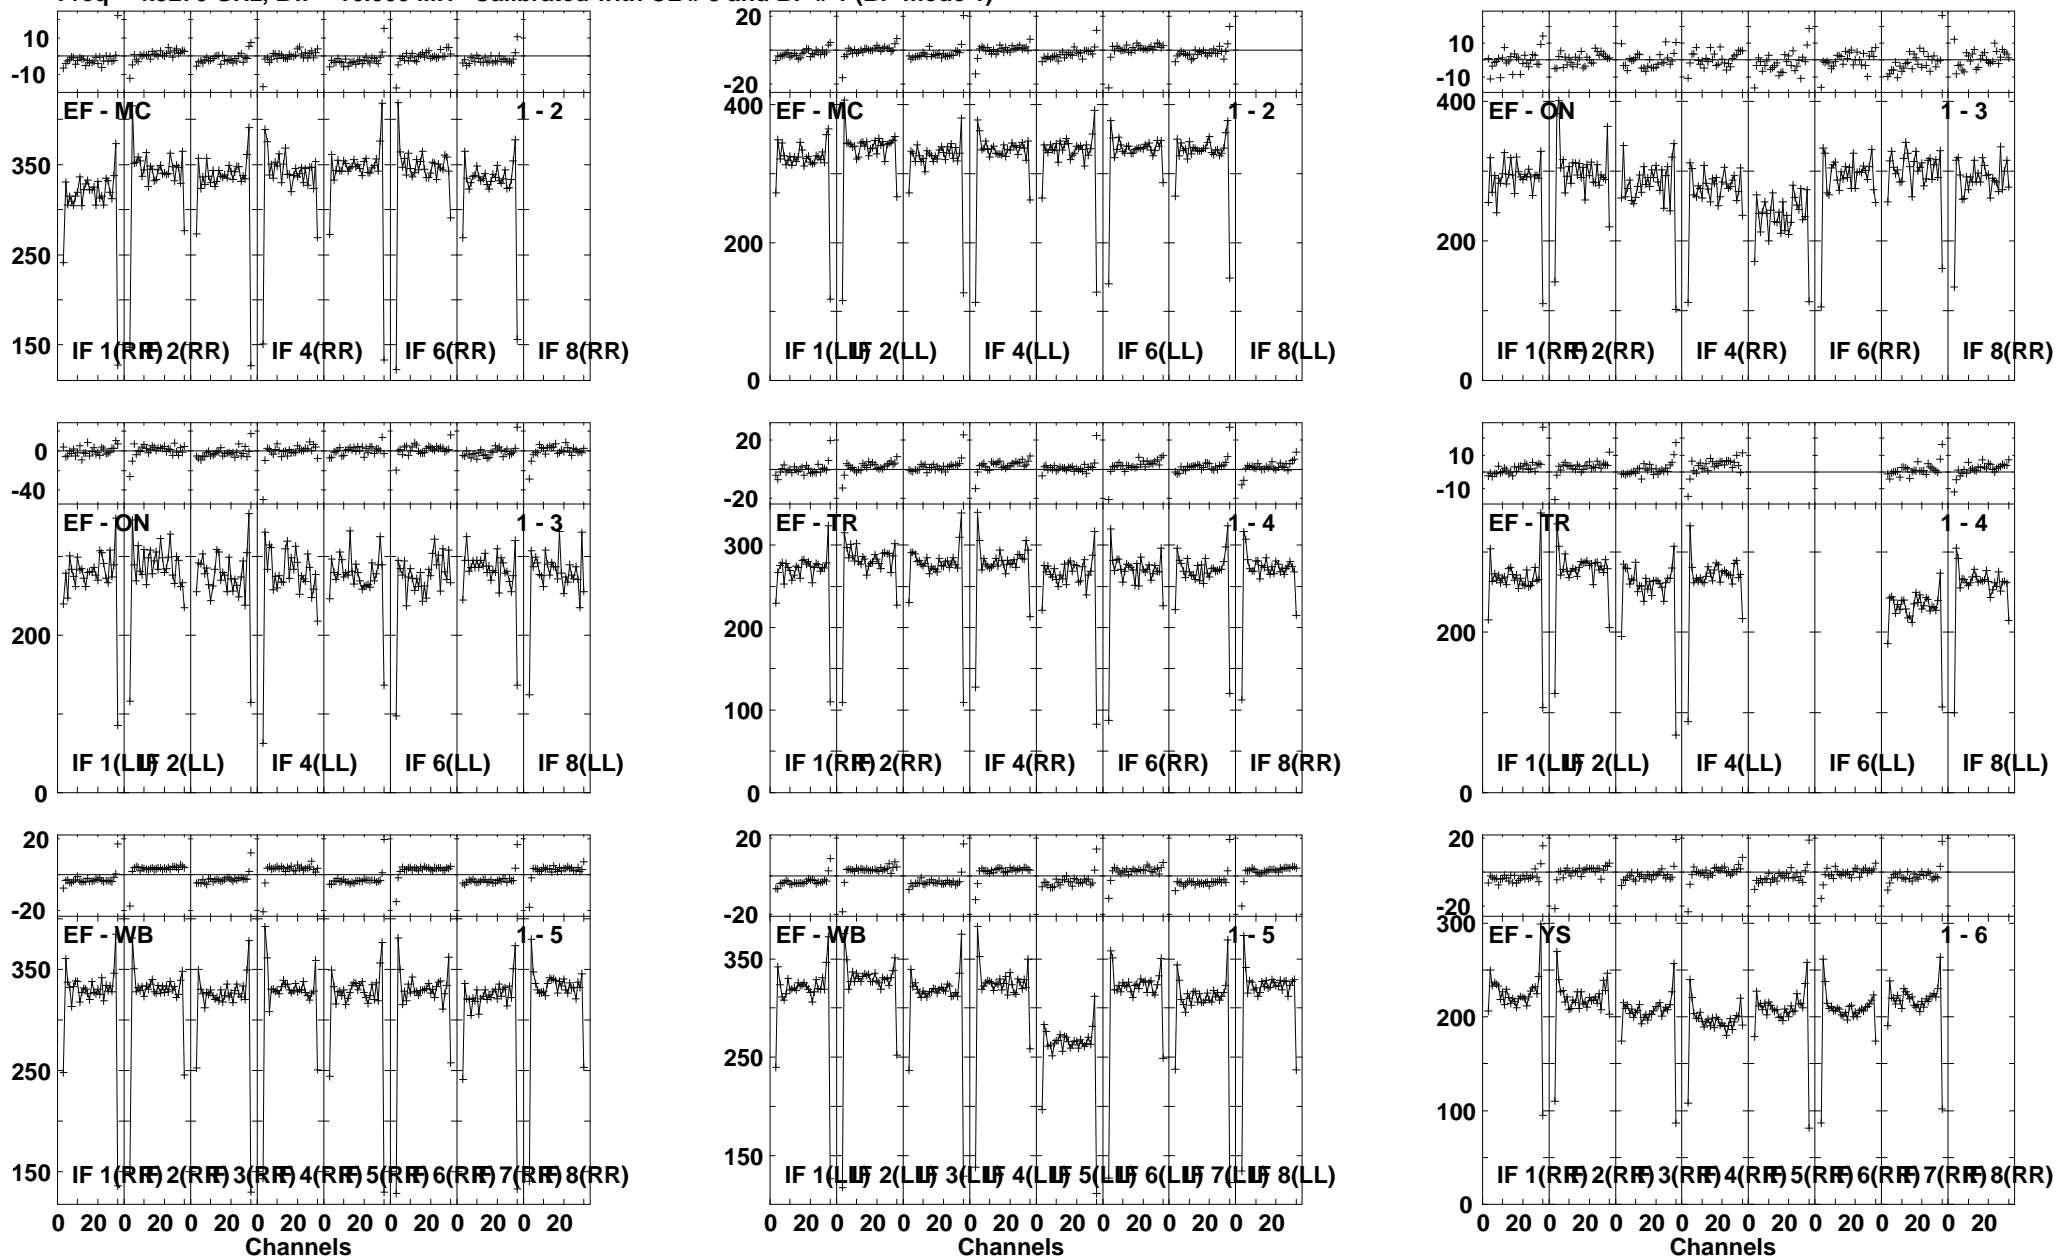 10
-10
EF - MC
1 - 2
350
250
150
IF 1(RR)
IF 2(RR)
IF 4(RR)
IF 6(RR)
IF 8(RR)
20
-20
EF - MC
1 - 2
400
200
0
IF 1(LL)
IF 2(LL)
IF 4(LL)
IF 6(LL)
IF 8(LL)
10
-10
EF - ON
1 - 3
400
300
200
0
IF 1(RR)
IF 2(RR)
IF 4(RR)
IF 6(RR)
IF 8(RR)
0
-40
EF - ON
1 - 3
200
0
IF 1(LL)
IF 2(LL)
IF 4(LL)
IF 6(LL)
IF 8(LL)
20
-20
EF - TR
1 - 4
300
200
100
0
IF 1(RR)
IF 2(RR)
IF 4(RR)
IF 6(RR)
IF 8(RR)
10
-10
EF - TR
1 - 4
200
0
IF 1(LL)
IF 2(LL)
IF 4(LL)
IF 6(LL)
IF 8(LL)
20
-20
EF - WB
1 - 5
350
250
150
IF 1(RR)
IF 2(RR)
IF 3(RR)
IF 4(RR)
IF 5(RR)
IF 6(RR)
IF 7(RR)
IF 8(RR)
0 20 0 20 0 20 0 20 0 20 0 20 0 20 0 20
Channels
20
-20
EF - WB
1 - 5
350
250
150
IF 1(LL)
IF 2(LL)
IF 3(LL)
IF 4(LL)
IF 5(LL)
IF 6(LL)
IF 7(LL)
IF 8(LL)
0 20 0 20 0 20 0 20 0 20 0 20 0 20 0 20
Channels
20
-20
EF - YS
1 - 6
300
200
100
0
IF 1(RR)
IF 2(RR)
IF 3(RR)
IF 4(RR)
IF 5(RR)
IF 6(RR)
IF 7(RR)
IF 8(RR)
0 20 0 20 0 20 0 20 0 20 0 20 0 20 0 20
Channels